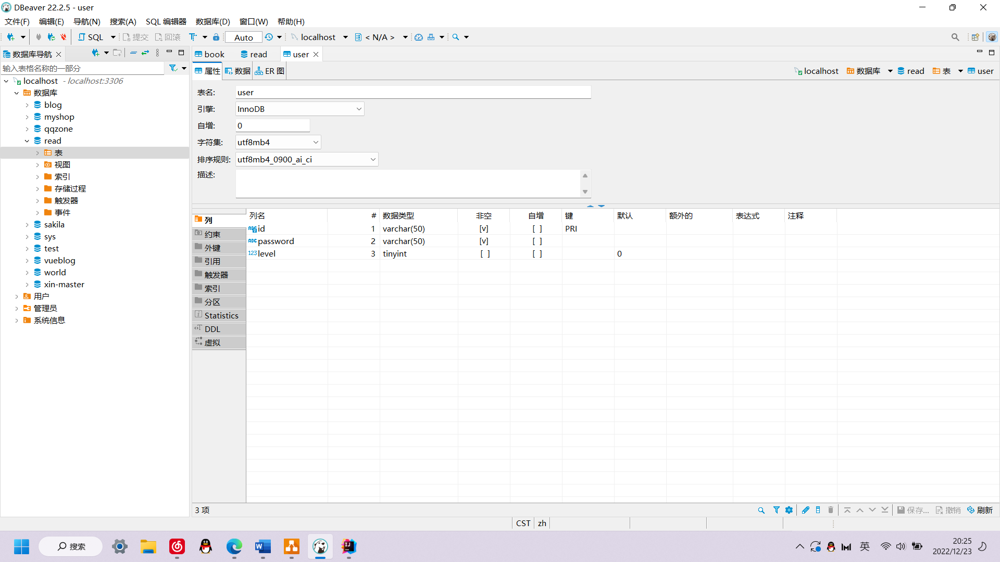 DBeaver 22.2.5 - user
文件(F) 编辑(E) 导航(N) 搜索(A) SQL 编辑器 数据库(D) 窗口(W) 帮助(H)
SQL 提交 回滚 Auto localhost < N/A >
数据库导航 book read user
输入表格名称的一部分
属性 数据 ER 图 localhost 数据库 read 表 user
localhost - localhost:3306
数据库
blog
myshop
qqzone
read
表
视图
索引
存储过程
触发器
事件
sakila
sys
test
vueblog
world
xin-master
用户
管理员
系统信息
表名: user
引擎: InnoDB
自增: 0
字符集: utf8mb4
排序规则: utf8mb4_0900_ai_ci
描述:
列
约束
外键
引用
触发器
索引
分区
Statistics
DDL
虚拟
列名 # 数据类型 非空 自增 键 默认 额外的 表达式 注释
ABC id 1 varchar(50) [v] [ ] PRI
ABC password 2 varchar(50) [v] [ ]
123 level 3 tinyint [ ] [ ] 0
3 项 保存... 撤销 刷新
CST zh
搜索 英 20:25
2022/12/23